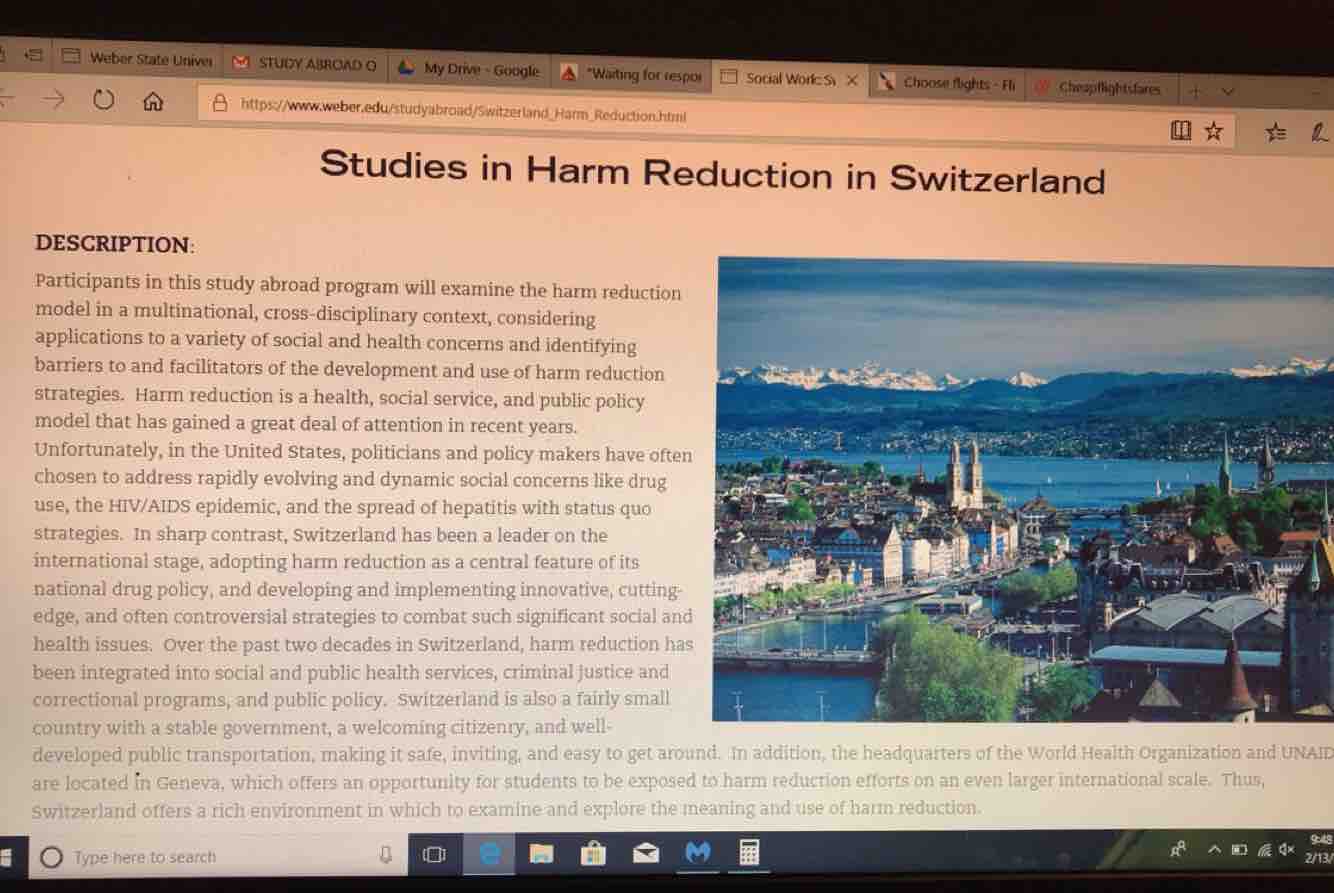 Weber State Univer
STUDY ABROAD O
My Drive - Google
"Waiting for respor
Social Work: Sw
Choose flights - Fli
Cheapflightsfares
https://www.weber.edu/studyabroad/Switzerland_Harm_Reduction.html
Studies in Harm Reduction in Switzerland
DESCRIPTION:
Participants in this study abroad program will examine the harm reduction
model in a multinational, cross-disciplinary context, considering
applications to a variety of social and health concerns and identifying
barriers to and facilitators of the development and use of harm reduction
strategies. Harm reduction is a health, social service, and public policy
model that has gained a great deal of attention in recent years.
Unfortunately, in the United States, politicians and policy makers have often
chosen to address rapidly evolving and dynamic social concerns like drug
use, the HIV/AIDS epidemic, and the spread of hepatitis with status quo
strategies. In sharp contrast, Switzerland has been a leader on the
international stage, adopting harm reduction as a central feature of its
national drug policy, and developing and implementing innovative, cutting-
edge, and often controversial strategies to combat such significant social and
health issues. Over the past two decades in Switzerland, harm reduction has
been integrated into social and public health services, criminal justice and
correctional programs, and public policy. Switzerland is also a fairly small
country with a stable government, a welcoming citizenry, and well-
developed public transportation, making it safe, inviting, and easy to get around. In addition, the headquarters of the World Health Organization and UNAID
are located in Geneva, which offers an opportunity for students to be exposed to harm reduction efforts on an even larger international scale. Thus,
Switzerland offers a rich environment in which to examine and explore the meaning and use of harm reduction.
Type here to search
9:48
2/13/